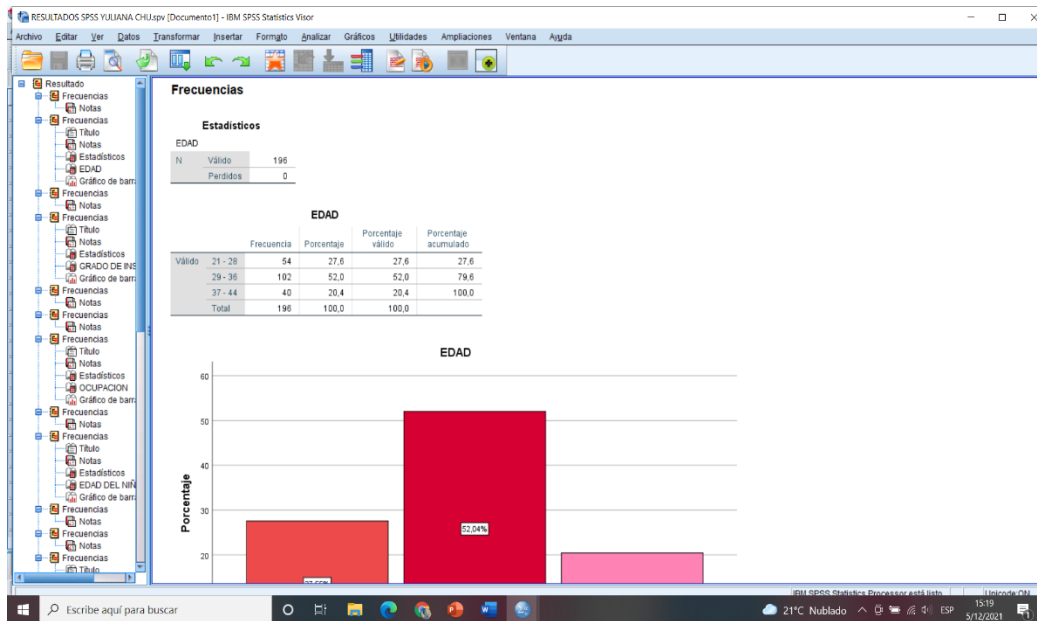 RESULTADOS SPSS YULIANA CHU.spv [Documento1] - IBM SPSS Statistics Visor
Archivo Editar Ver Datos Transformar Insertar Formato Analizar Gráficos Utilidades Ampliaciones Ventana Ayuda
Resultado
Frecuencias
Notas
Frecuencias
Título
Notas
Estadísticos
EDAD
Gráfico de barr
Frecuencias
Notas
Frecuencias
Título
Notas
Estadísticos
GRADO DE INS
Gráfico de barr
Frecuencias
Notas
Frecuencias
Notas
Frecuencias
Título
Notas
Estadísticos
OCUPACION
Gráfico de barr
Frecuencias
Notas
Frecuencias
Título
Notas
Estadísticos
EDAD DEL NIÑ
Gráfico de barr
Frecuencias
Notas
Frecuencias
Notas
Frecuencias
Título
Frecuencias
Estadísticos
EDAD
N Válido 196
Perdidos 0
EDAD
Frecuencia Porcentaje Porcentaje válido Porcentaje acumulado
Válido 21 - 28 54 27,6 27,6 27,6
29 - 36 102 52,0 52,0 79,6
37 - 44 40 20,4 20,4 100,0
Total 196 100,0 100,0
EDAD
Porcentaje
60
50
40
30
20
52,04%
IBM SPSS Statistics Processor está listo Unicode:ON
Escribe aquí para buscar
21°C Nublado ESP 15:19
5/12/2021